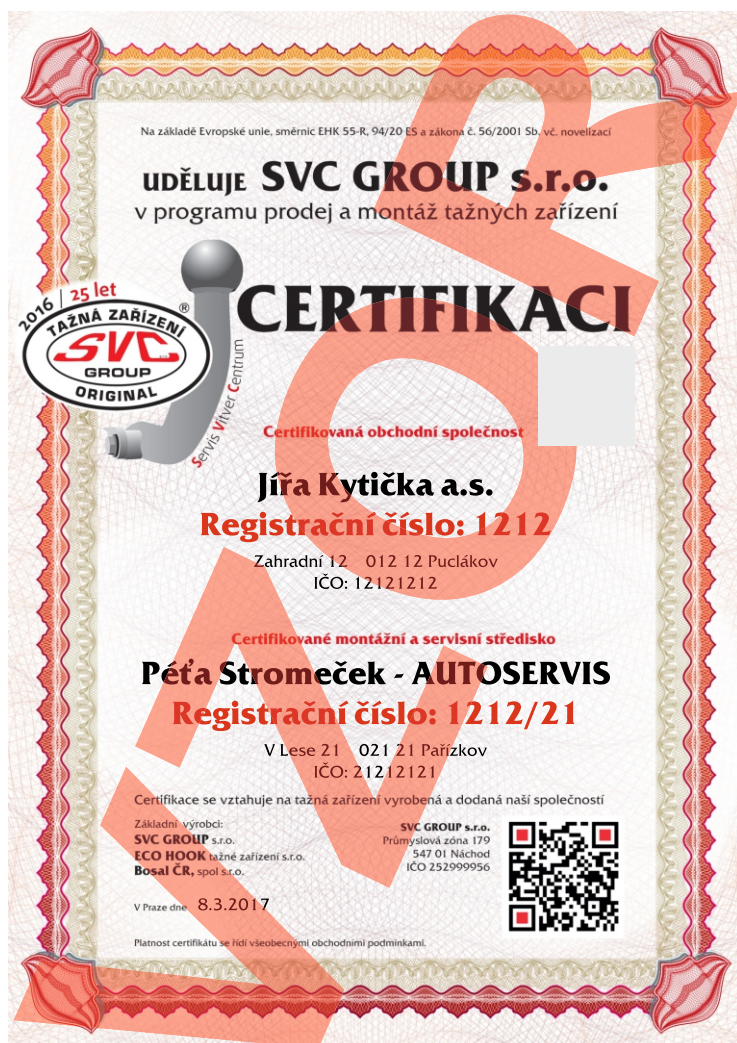 Na základě Evropské unie, směrnic EHK 55-R, 94/20 ES a zákona č. 56/2001 Sb. vč. novelizací
UDĚLUJE SVC GROUP s.r.o.
v programu prodej a montáž tažných zařízení
CERTIFIKACI
2016 / 25 let
TAŽNÁ ZAŘÍZENÍ ®
SVC s.r.o.
GROUP
ORIGINAL
Servis Vítver Centrum
Certifikovaná obchodní společnost
Jířa Kytička a.s.
Registrační číslo: 1212
Zahradní 12 012 12 Puclákov
IČO: 12121212
Certifikované montážní a servisní středisko
Péťa Stromeček - AUTOSERVIS
Registrační číslo: 1212/21
V Lese 21 021 21 Pařízkov
IČO: 21212121
Certifikace se vztahuje na tažná zařízení vyrobená a dodaná naší společností
Základní výrobci:
SVC GROUP s.r.o.
ECO HOOK tažné zařízení s.r.o.
Bosal ČR, spol s.r.o.
SVC GROUP s.r.o.
Průmyslová zóna 179
547 01 Náchod
IČO 252999956
V Praze dne 8.3.2017
Platnost certifikátu se řídí všeobecnými obchodními podmínkami.
VZOR